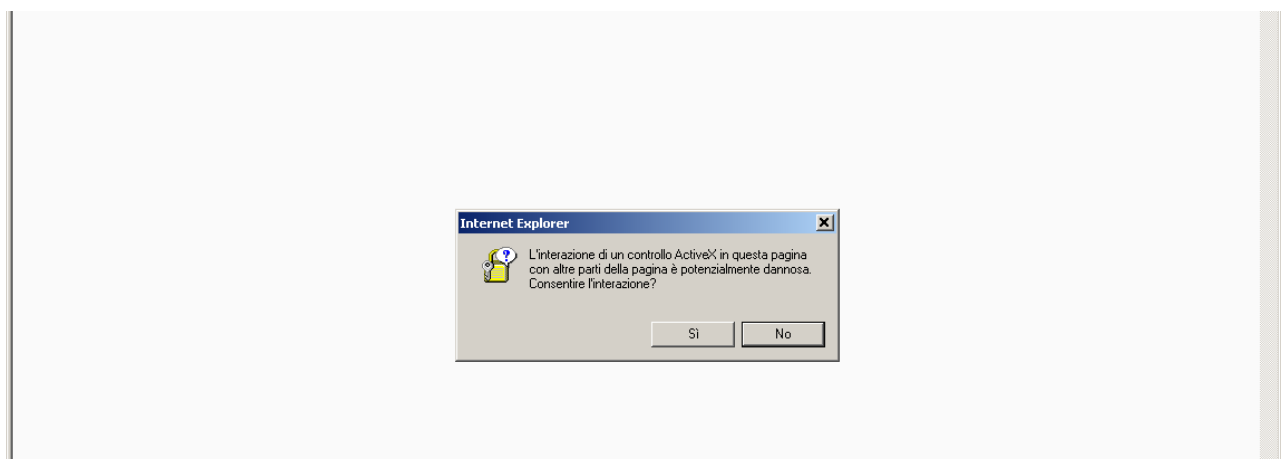 Internet Explorer
L'interazione di un controllo ActiveX in questa pagina
con altre parti della pagina è potenzialmente dannosa.
Consentire l'interazione?
Sì No